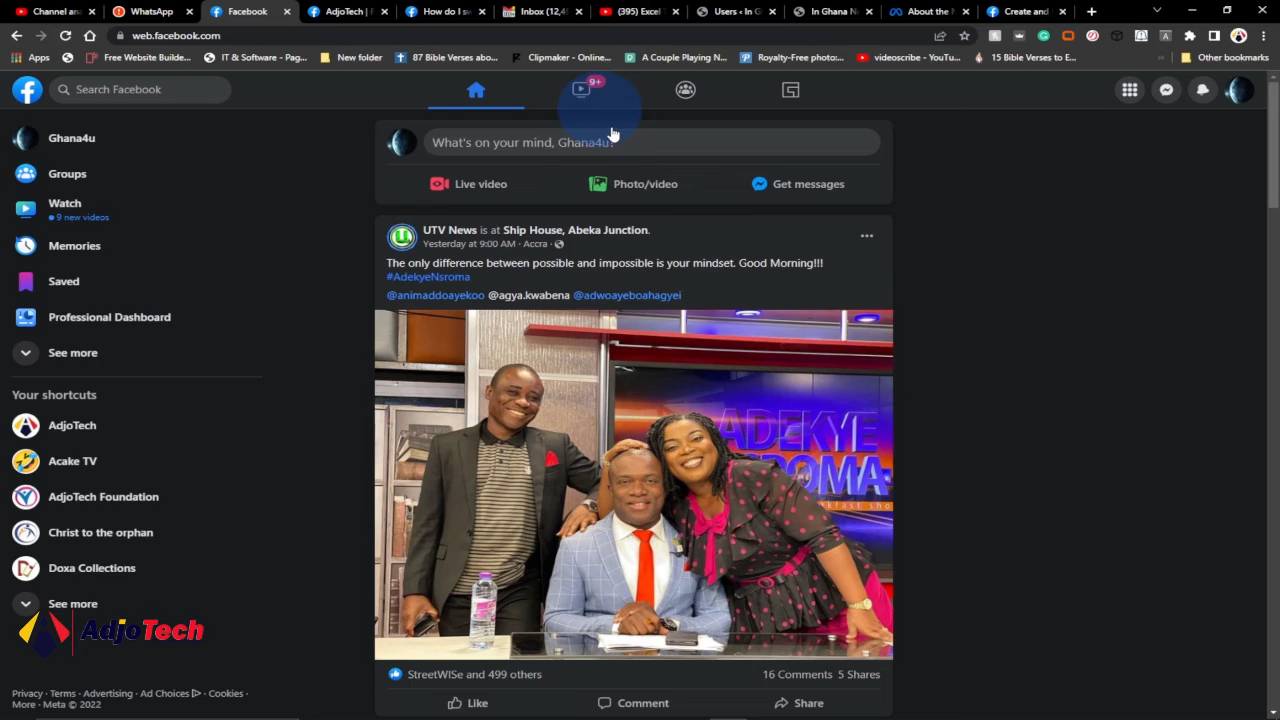 Channel an
WhatsApp
Facebook
AdjoTech |
How do I sw
Inbox (12,4
(395) Excel T
Users ‹ In G
In Ghana Ne
About the M
Create and
web.facebook.com
Apps
Free Website Builde...
IT & Software - Pag...
New folder
87 Bible Verses abo...
Clipmaker - Online...
A Couple Playing N...
Royalty-Free photo:...
videoscribe - YouTu...
15 Bible Verses to E...
Other bookmarks
Search Facebook
9+
Ghana4u
Groups
Watch
9 new videos
Memories
Saved
Professional Dashboard
See more
Your shortcuts
AdjoTech
Acake TV
AdjoTech Foundation
Christ to the orphan
Doxa Collections
See more
AdjoTech
Privacy · Terms · Advertising · Ad Choices · Cookies ·
More · Meta © 2022
What's on your mind, Ghana4u?
Live video
Photo/video
Get messages
UTV News is at Ship House, Abeka Junction.
Yesterday at 9:00 AM · Accra ·
The only difference between possible and impossible is your mindset. Good Morning!!!
#AdekyeNsroma
@animaddoayekoo @agya.kwabena @adwoayeboahagyei
ADEKYE
StreetWISe and 499 others
16 Comments 5 Shares
Like
Comment
Share